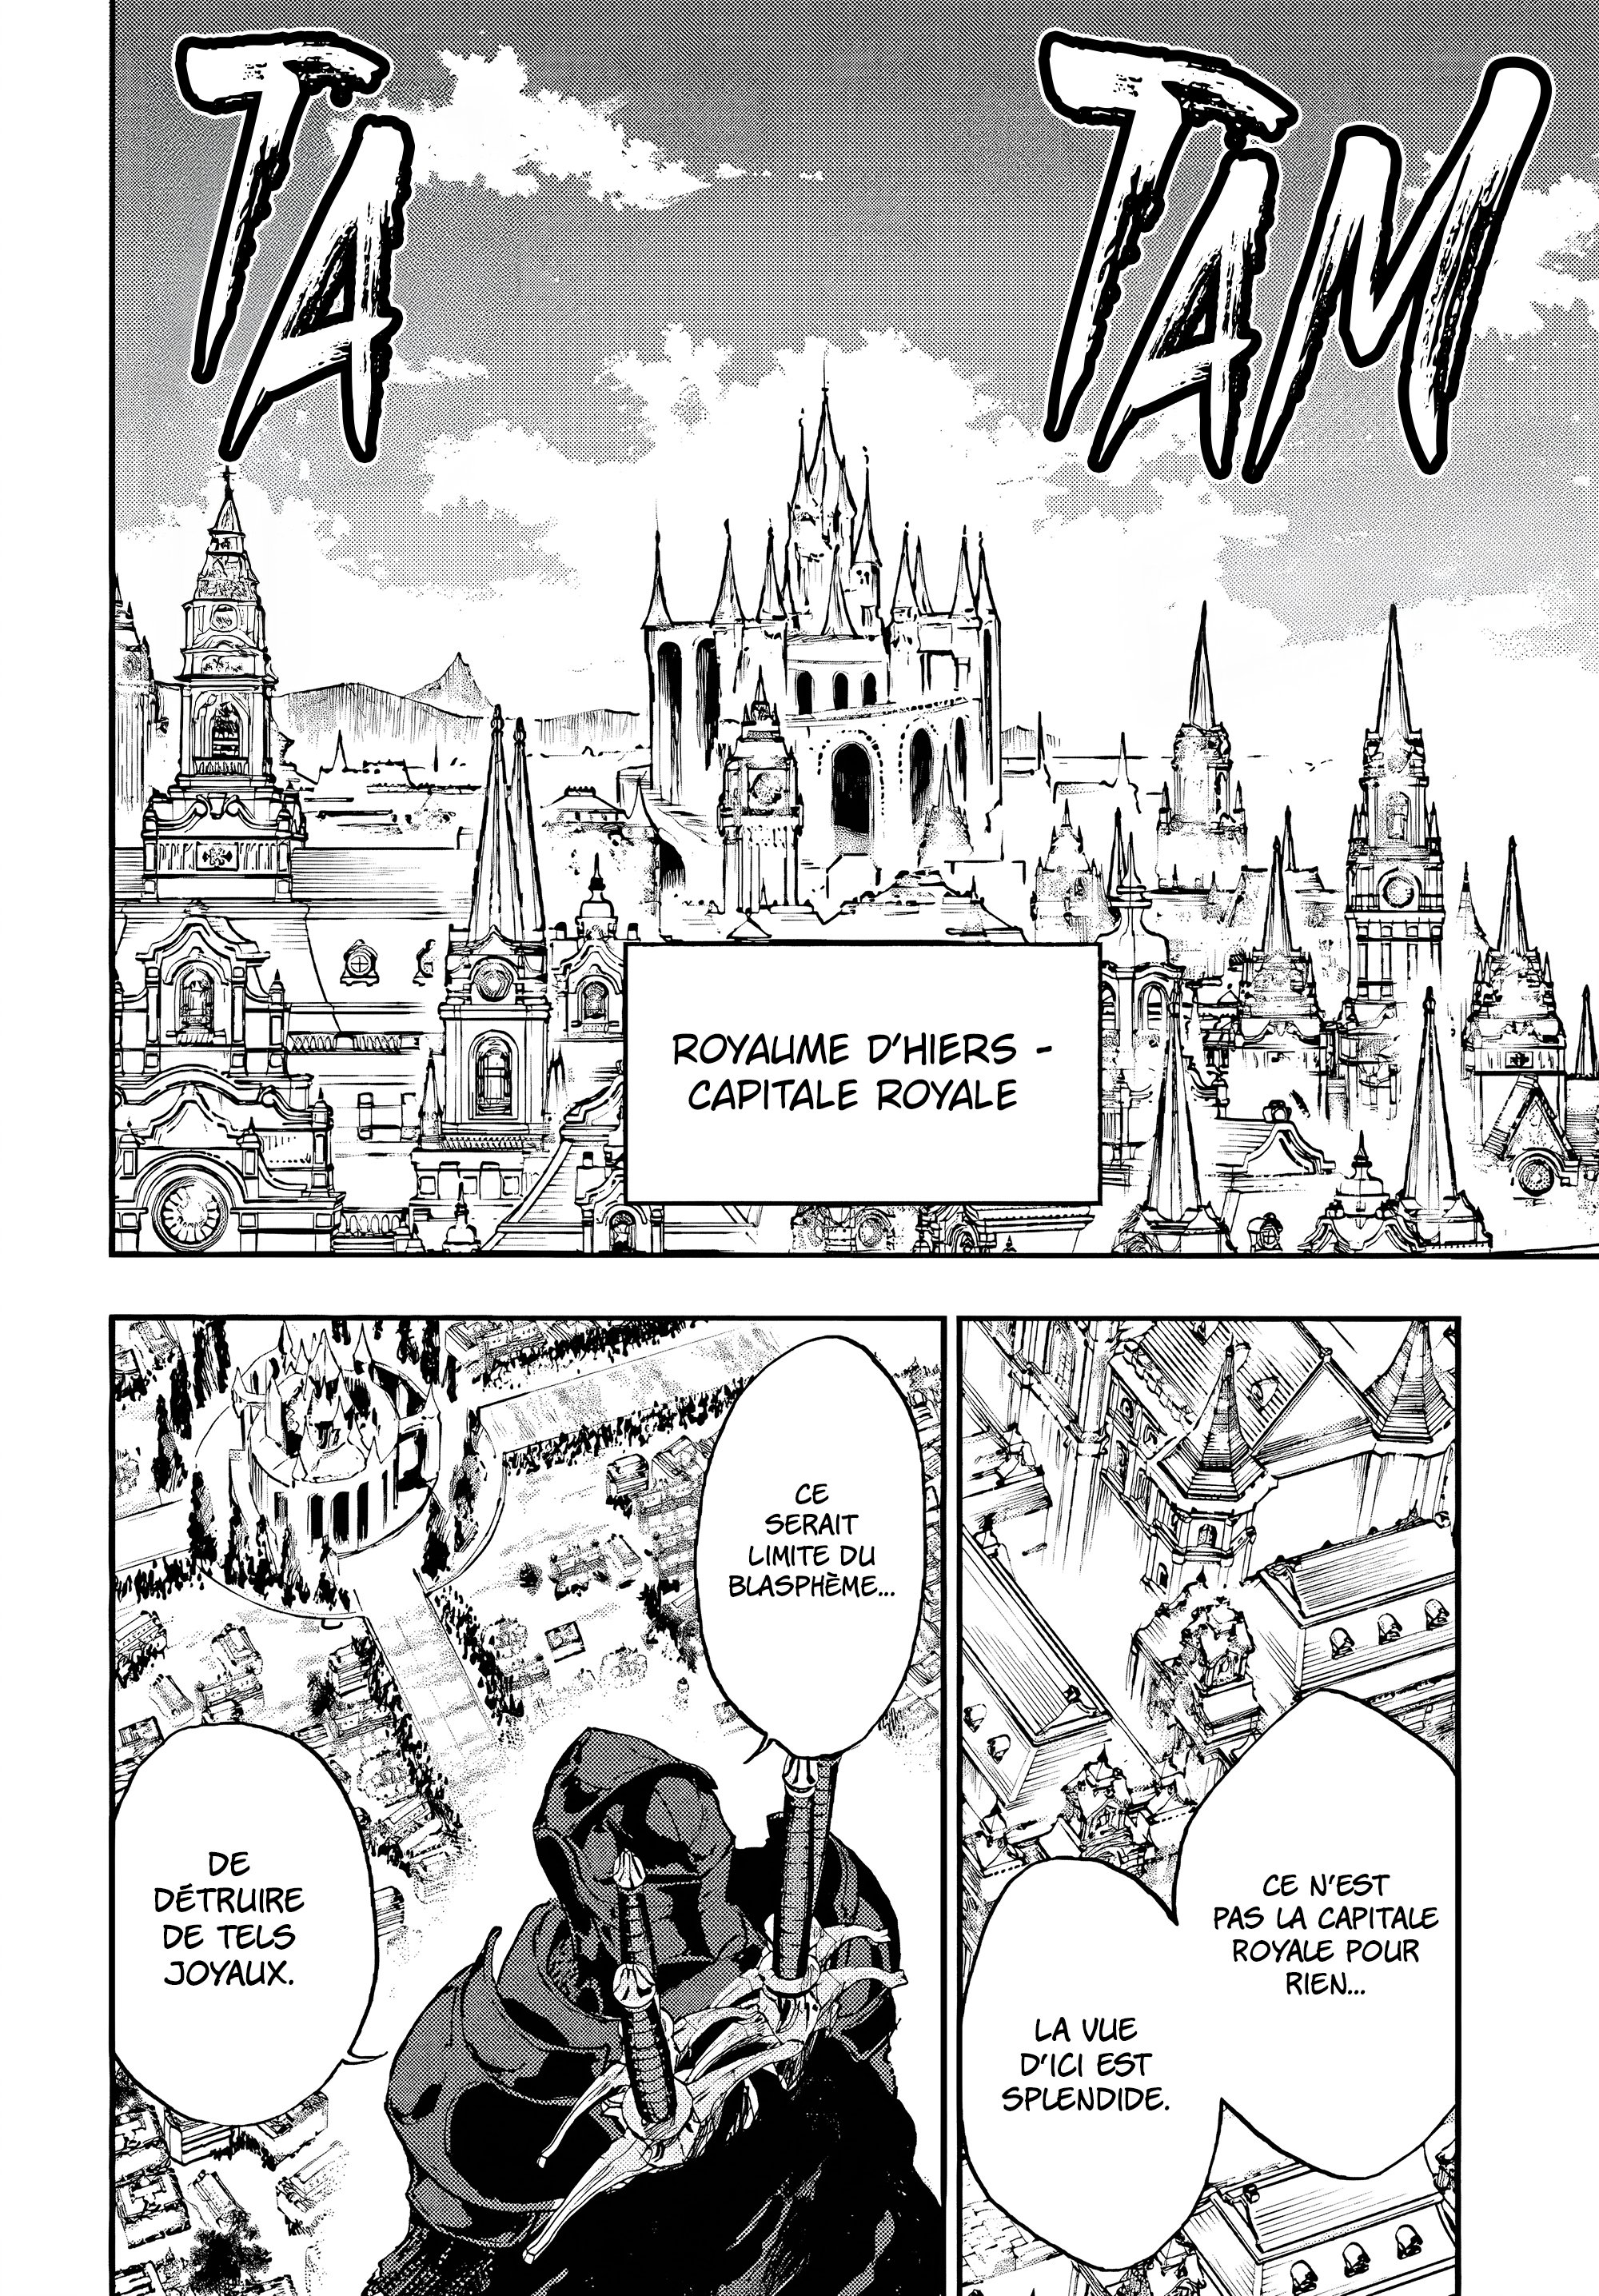 TAM
TA
ROYAUME D'HIERS -
CAPITALE ROYALE
CE N'EST
PAS LA CAPITALE
ROYALE POUR
RIEN...
LA VUE
D'ICI EST
SPLENDIDE.
CE
SERAIT
LIMITE DU
BLASPHÈME...
DE
DÉTRUIRE
DE TELS
JOYAUX.